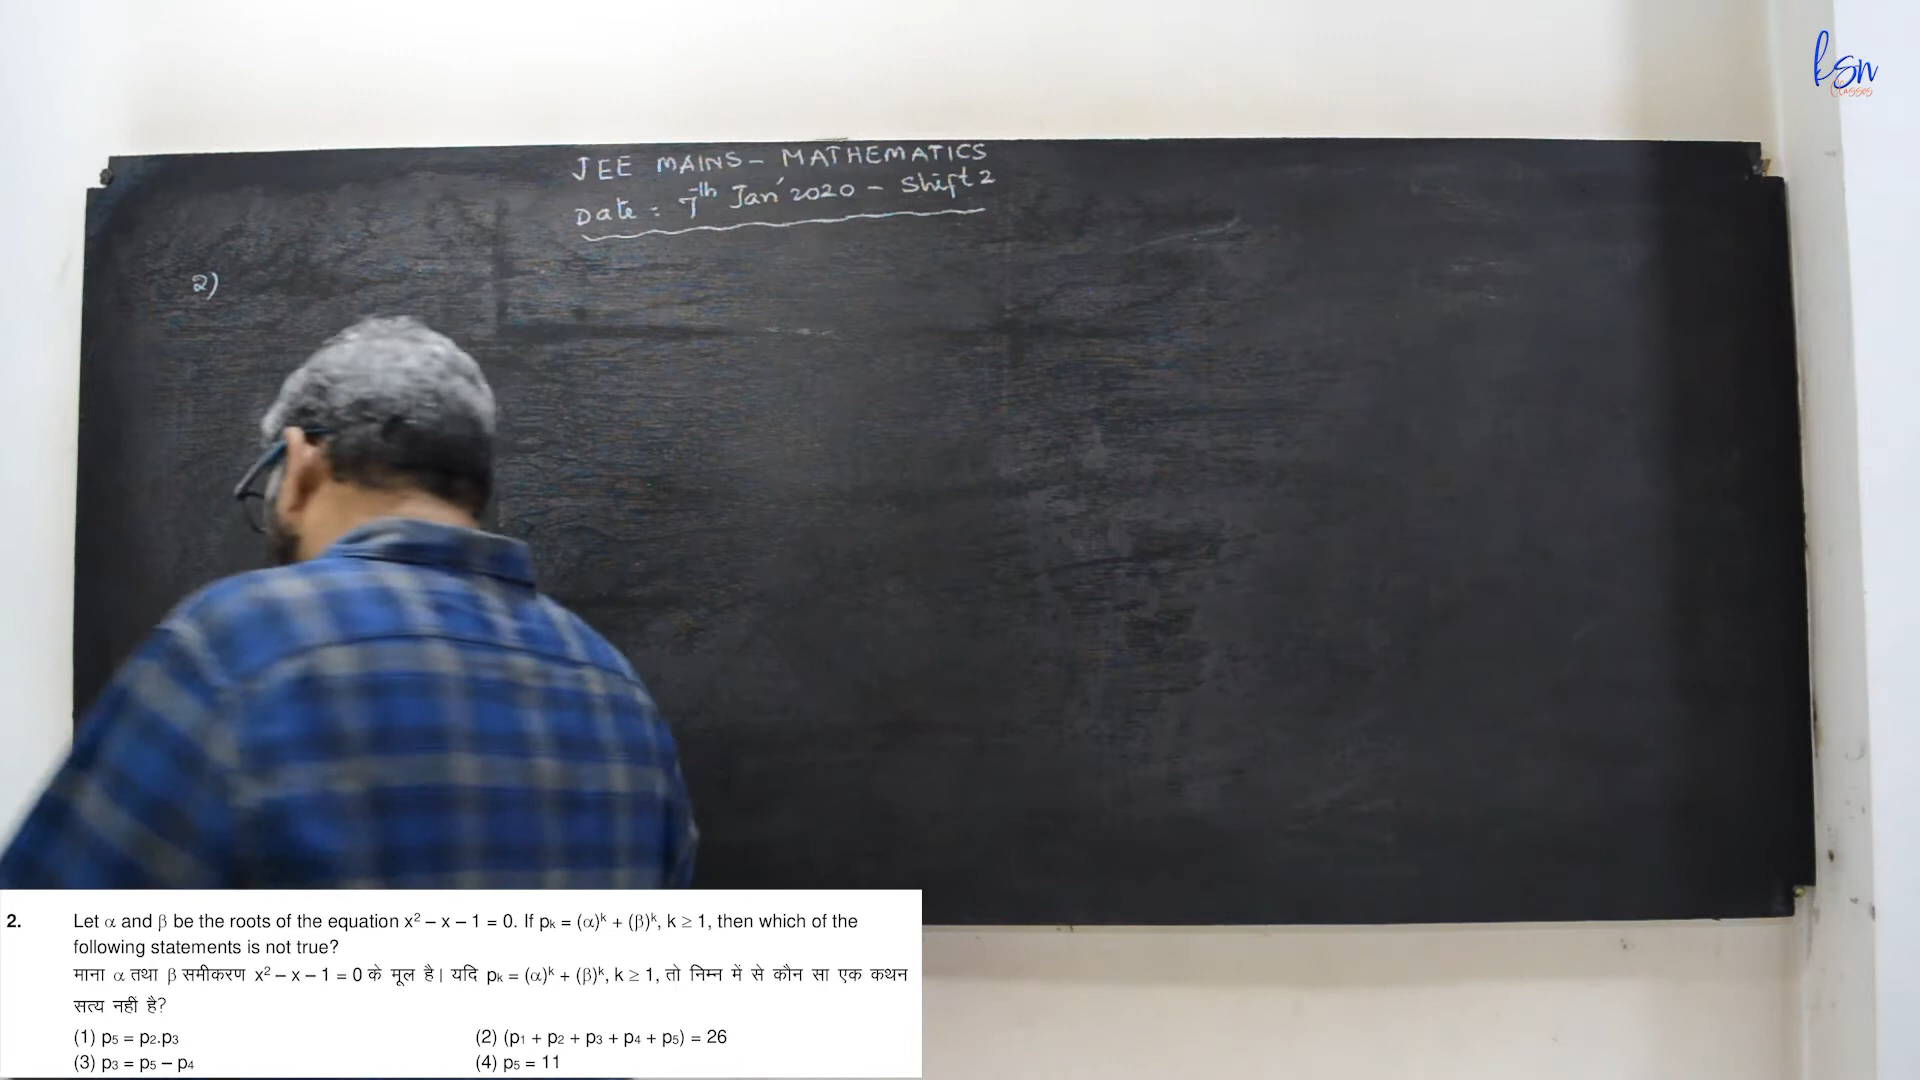 ksn
Classes
JEE MAINS - MATHEMATICS
Date : 7th Jan' 2020 - Shift 2
2)
2. Let α and β be the roots of the equation x² – x – 1 = 0. If pₖ = (α)ᵏ + (β)ᵏ, k ≥ 1, then which of the
following statements is not true?
माना α तथा β समीकरण x² – x – 1 = 0 के मूल है। यदि pₖ = (α)ᵏ + (β)ᵏ, k ≥ 1, तो निम्न में से कौन सा एक कथन
सत्य नहीं है?
(1) p₅ = p₂.p₃ (2) (p₁ + p₂ + p₃ + p₄ + p₅) = 26
(3) p₃ = p₅ – p₄ (4) p₅ = 11